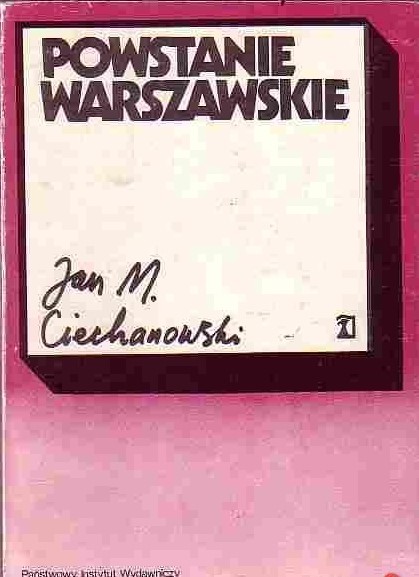 POWSTANIE
WARSZAWSKIE
Jan M.
Ciechanowski
Państwowy Instytut Wydawniczy